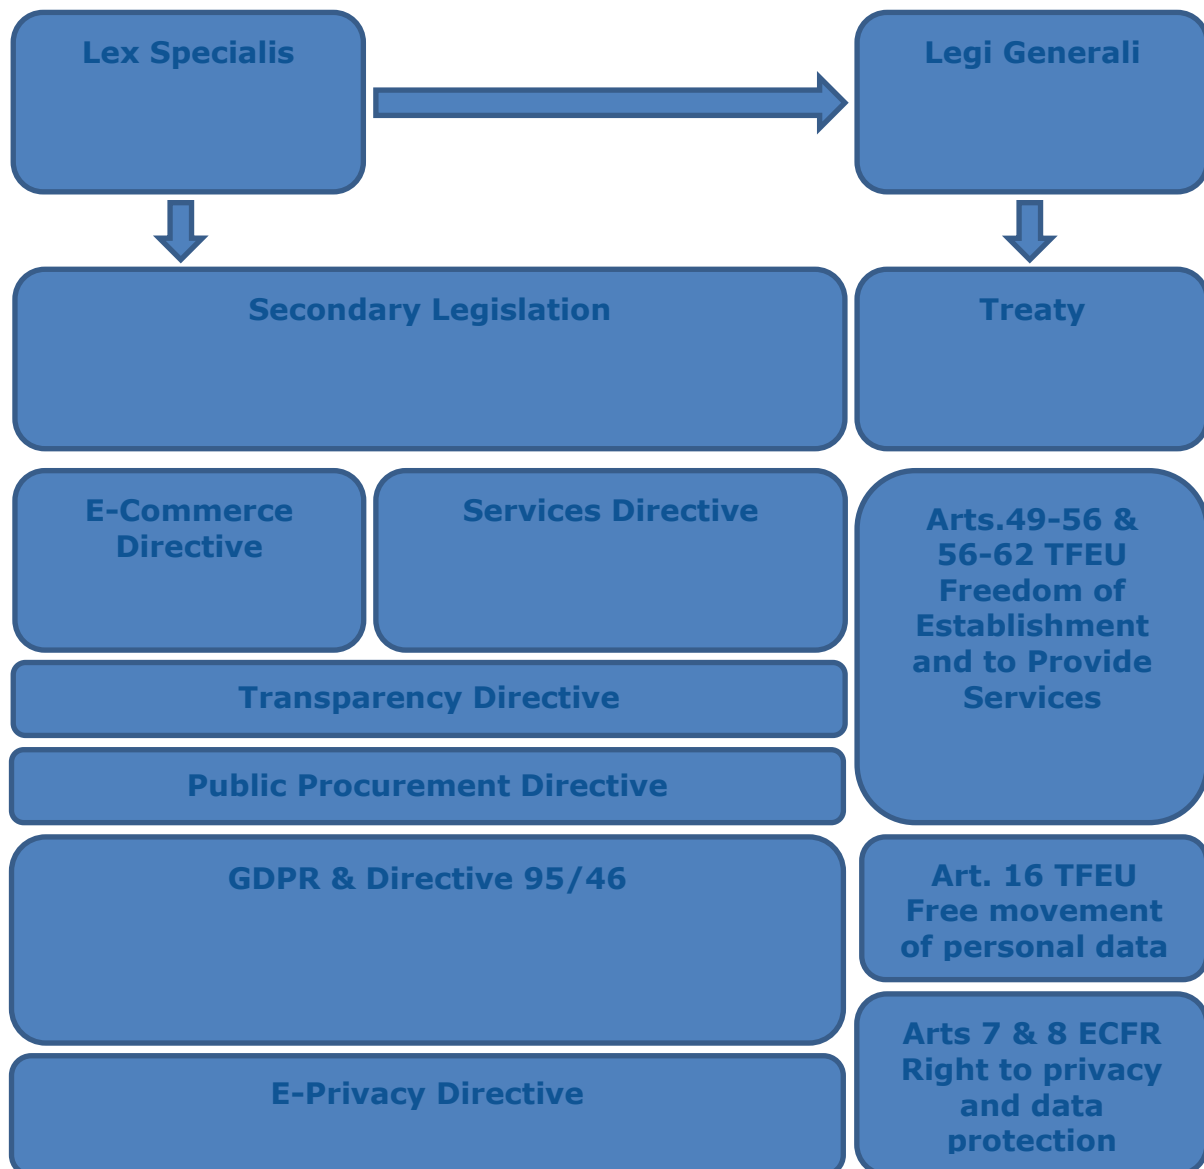 Lex Specialis
Legi Generali
Secondary Legislation
Treaty
E-Commerce
Directive
Services Directive
Arts.49-56 &
56-62 TFEU
Freedom of
Establishment
and to Provide
Services
Transparency Directive
Public Procurement Directive
GDPR & Directive 95/46
Art. 16 TFEU
Free movement
of personal data
E-Privacy Directive
Arts 7 & 8 ECFR
Right to privacy
and data
protection